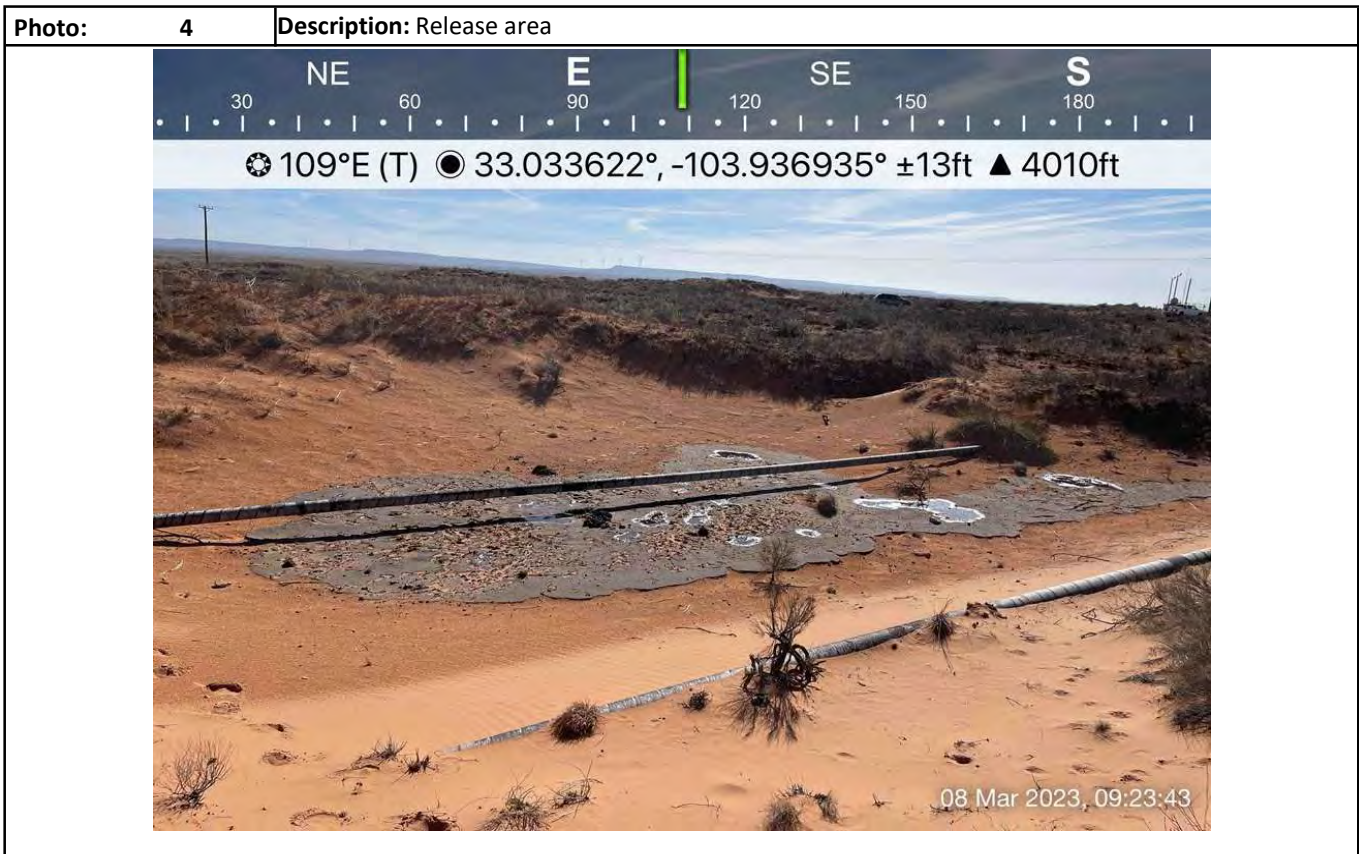 Photo: 4 Description: Release area
NE E SE S
30 60 90 120 150 180
109°E (T) 33.033622°, -103.936935° ±13ft ▲ 4010ft
08 Mar 2023, 09:23:43